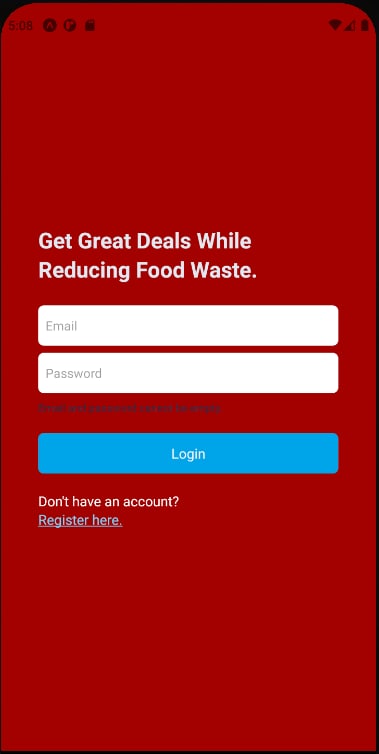 5:08
Get Great Deals While
Reducing Food Waste.
Email
Password
Email and password cannot be empty.
Login
Don't have an account?
Register here.